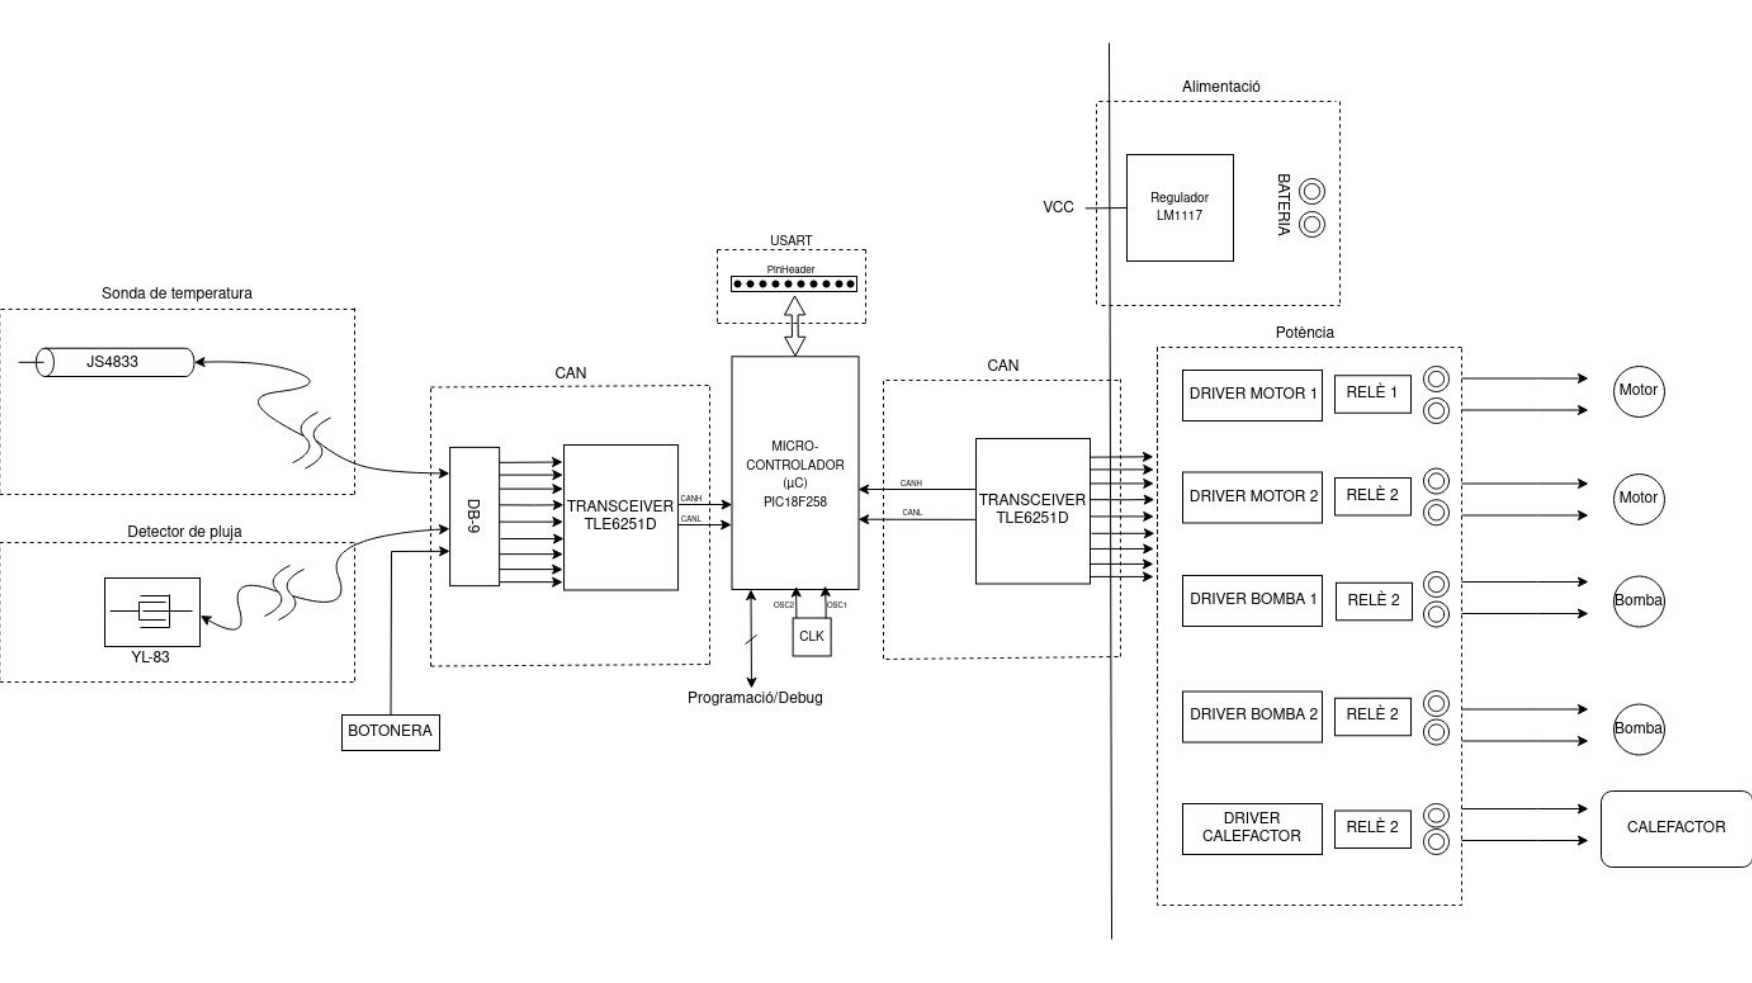 Alimentació
Regulador
LM1117
BATERIA
VCC
USART
PinHeader
Sonda de temperatura
JS4833
CAN
DB-9
TRANSCEIVER
TLE6251D
CANH
CANL
MICRO-
CONTROLADOR
(µC)
PIC18F258
CAN
CANH
CANL
TRANSCEIVER
TLE6251D
Potència
DRIVER MOTOR 1
RELÈ 1
Motor
DRIVER MOTOR 2
RELÈ 2
Motor
DRIVER BOMBA 1
RELÈ 2
Bomba
DRIVER BOMBA 2
RELÈ 2
Bomba
DRIVER
CALEFACTOR
RELÈ 2
CALEFACTOR
Detector de pluja
YL-83
BOTONERA
OSC2
OSC1
CLK
Programació/Debug